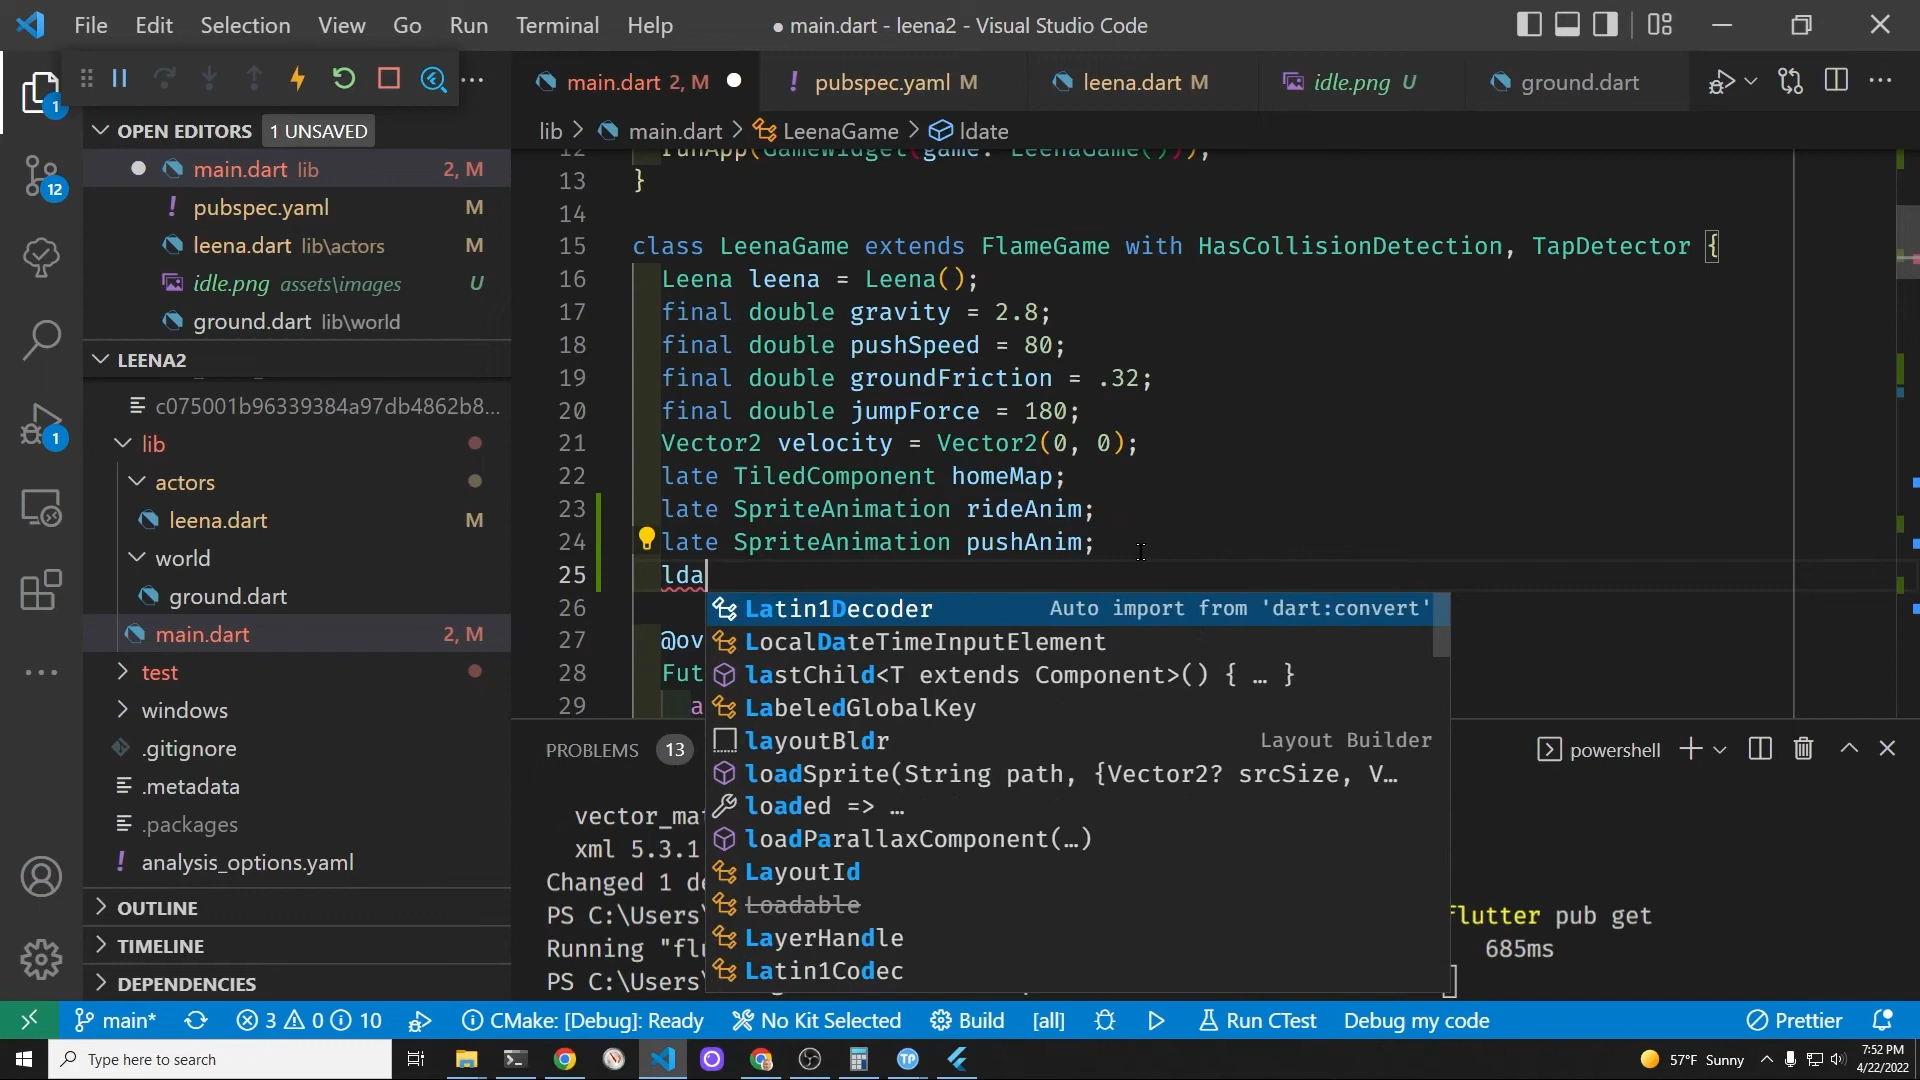 File Edit Selection View Go Run Terminal Help
● main.dart - leena2 - Visual Studio Code
main.dart 2, M
pubspec.yaml M
leena.dart M
idle.png U
ground.dart
OPEN EDITORS 1 UNSAVED
main.dart lib 2, M
pubspec.yaml M
leena.dart lib\actors M
idle.png assets\images U
ground.dart lib\world
LEENA2
c075001b96339384a97db4862b8...
lib
actors
leena.dart M
world
ground.dart
main.dart 2, M
test
windows
.gitignore
.metadata
.packages
analysis_options.yaml
OUTLINE
TIMELINE
DEPENDENCIES
1
12
1
lib > main.dart > LeenaGame > ldate
12 runApp(GameWidget(game: LeenaGame()));
13 }
14
15 class LeenaGame extends FlameGame with HasCollisionDetection, TapDetector {
16 Leena leena = Leena();
17 final double gravity = 2.8;
18 final double pushSpeed = 80;
19 final double groundFriction = .32;
20 final double jumpForce = 180;
21 Vector2 velocity = Vector2(0, 0);
22 late TiledComponent homeMap;
23 late SpriteAnimation rideAnim;
24 late SpriteAnimation pushAnim;
25 lda
26
27 @ov
28 Fut
29 a
Latin1Decoder Auto import from 'dart:convert'
LocalDateTimeInputElement
lastChild<T extends Component>() { … }
LabeledGlobalKey
layoutBldr Layout Builder
loadSprite(String path, {Vector2? srcSize, V…
loaded => …
loadParallaxComponent(…)
LayoutId
Loadable
LayerHandle
Latin1Codec
PROBLEMS 13
powershell
vector_ma
xml 5.3.1
Changed 1 de
PS C:\Users\
flutter pub get
Running "flu
685ms
PS C:\Users\
main* 3 0 10 CMake: [Debug]: Ready No Kit Selected Build [all] Run CTest Debug my code Prettier
Type here to search
57°F Sunny
7:52 PM
4/22/2022